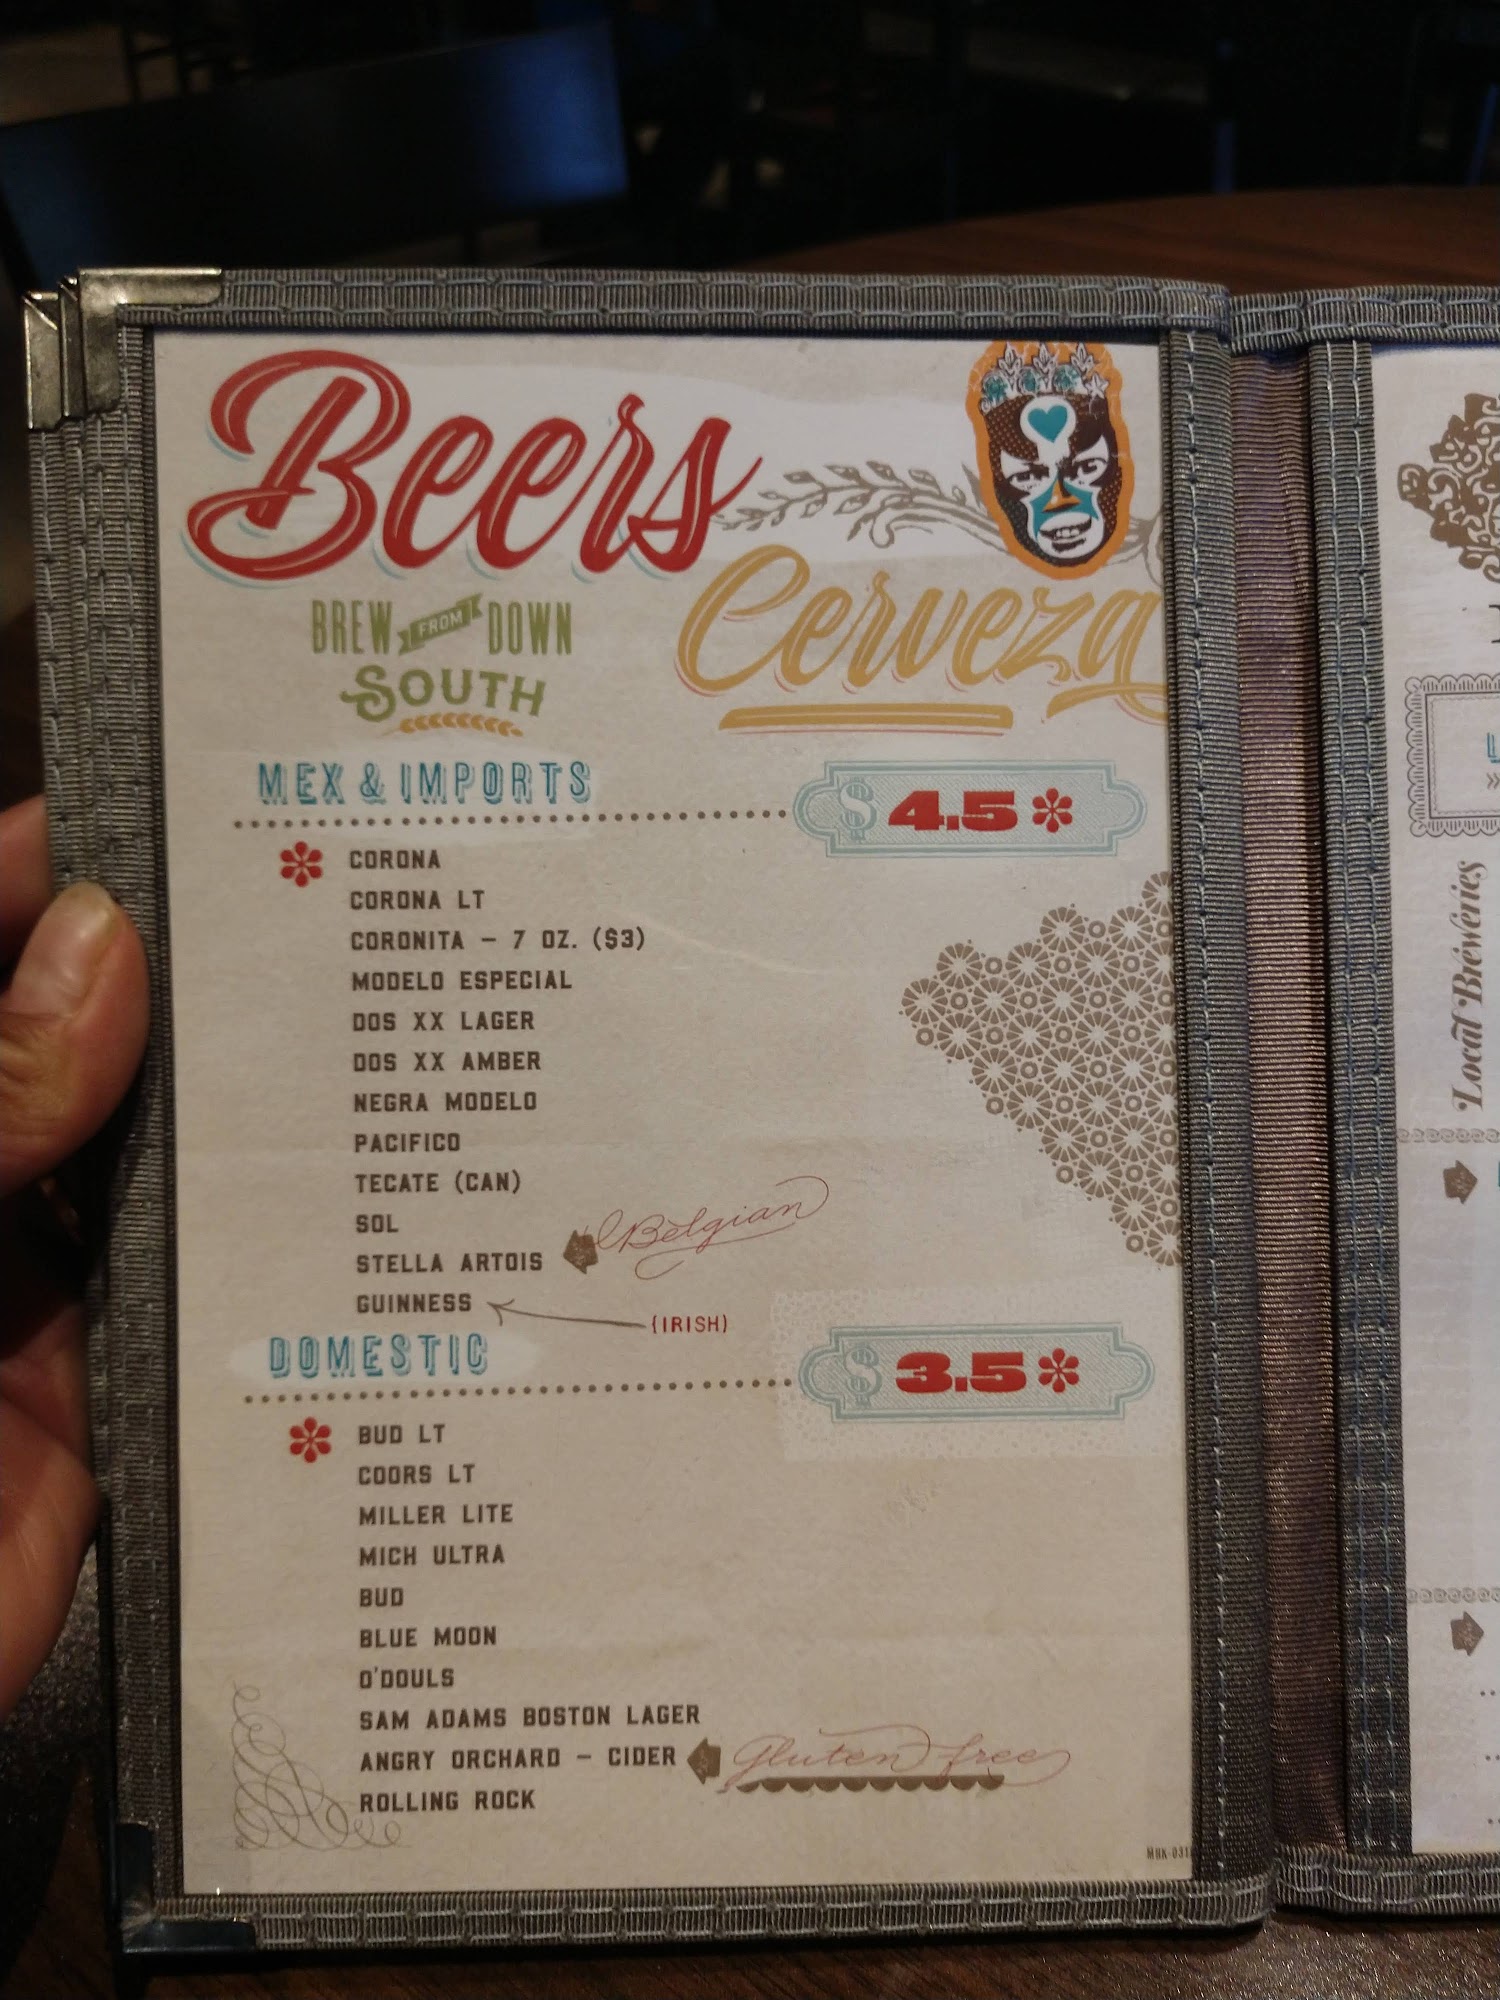 Beers
Cerveza
BREW FROM DOWN
SOUTH
MEX & IMPORTS
$ 4.5
CORONA
CORONA LT
CORONITA – 7 OZ. ($3)
MODELO ESPECIAL
DOS XX LAGER
DOS XX AMBER
NEGRA MODELO
PACIFICO
TECATE (CAN)
SOL
STELLA ARTOIS Belgian
GUINNESS (IRISH)
DOMESTIC
$ 3.5
BUD LT
COORS LT
MILLER LITE
MICH ULTRA
BUD
BLUE MOON
O'DOULS
SAM ADAMS BOSTON LAGER
ANGRY ORCHARD – CIDER Gluten free
ROLLING ROCK
Local Breweries